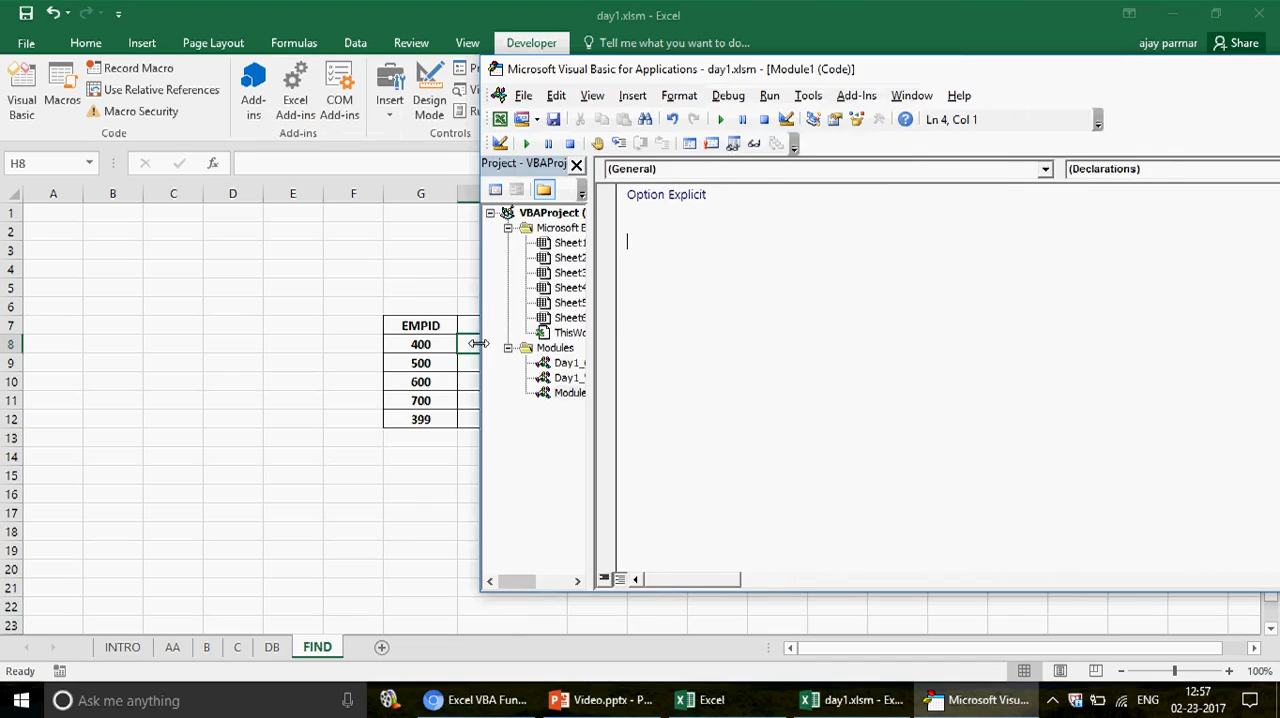 day1.xlsm - Excel
File Home Insert Page Layout Formulas Data Review View Developer Tell me what you want to do... ajay parmar Share
Visual Basic
Macros
Record Macro
Use Relative References
Macro Security
Code
Add-ins
Excel Add-ins
COM Add-ins
Add-ins
Insert
Design Mode
Controls
Microsoft Visual Basic for Applications - day1.xlsm - [Module1 (Code)]
File Edit View Insert Format Debug Run Tools Add-Ins Window Help
Ln 4, Col 1
Project - VBAProj
(General)
(Declarations)
Option Explicit
VBAProject (
Microsoft E
Sheet1
Sheet2
Sheet3
Sheet4
Sheet5
Sheet6
ThisWo
Modules
Day1_
Day1_
Module
H8
fx
A B C D E F G
1
2
3
4
5
6
7 EMPID
8 400
9 500
10 600
11 700
12 399
13
14
15
16
17
18
19
20
21
22
23
INTRO AA B C DB FIND
Ready
100%
Ask me anything
Excel VBA Fun...
Video.pptx - P...
Excel
day1.xlsm - Exc...
Microsoft Visu...
ENG
12:57
02-23-2017